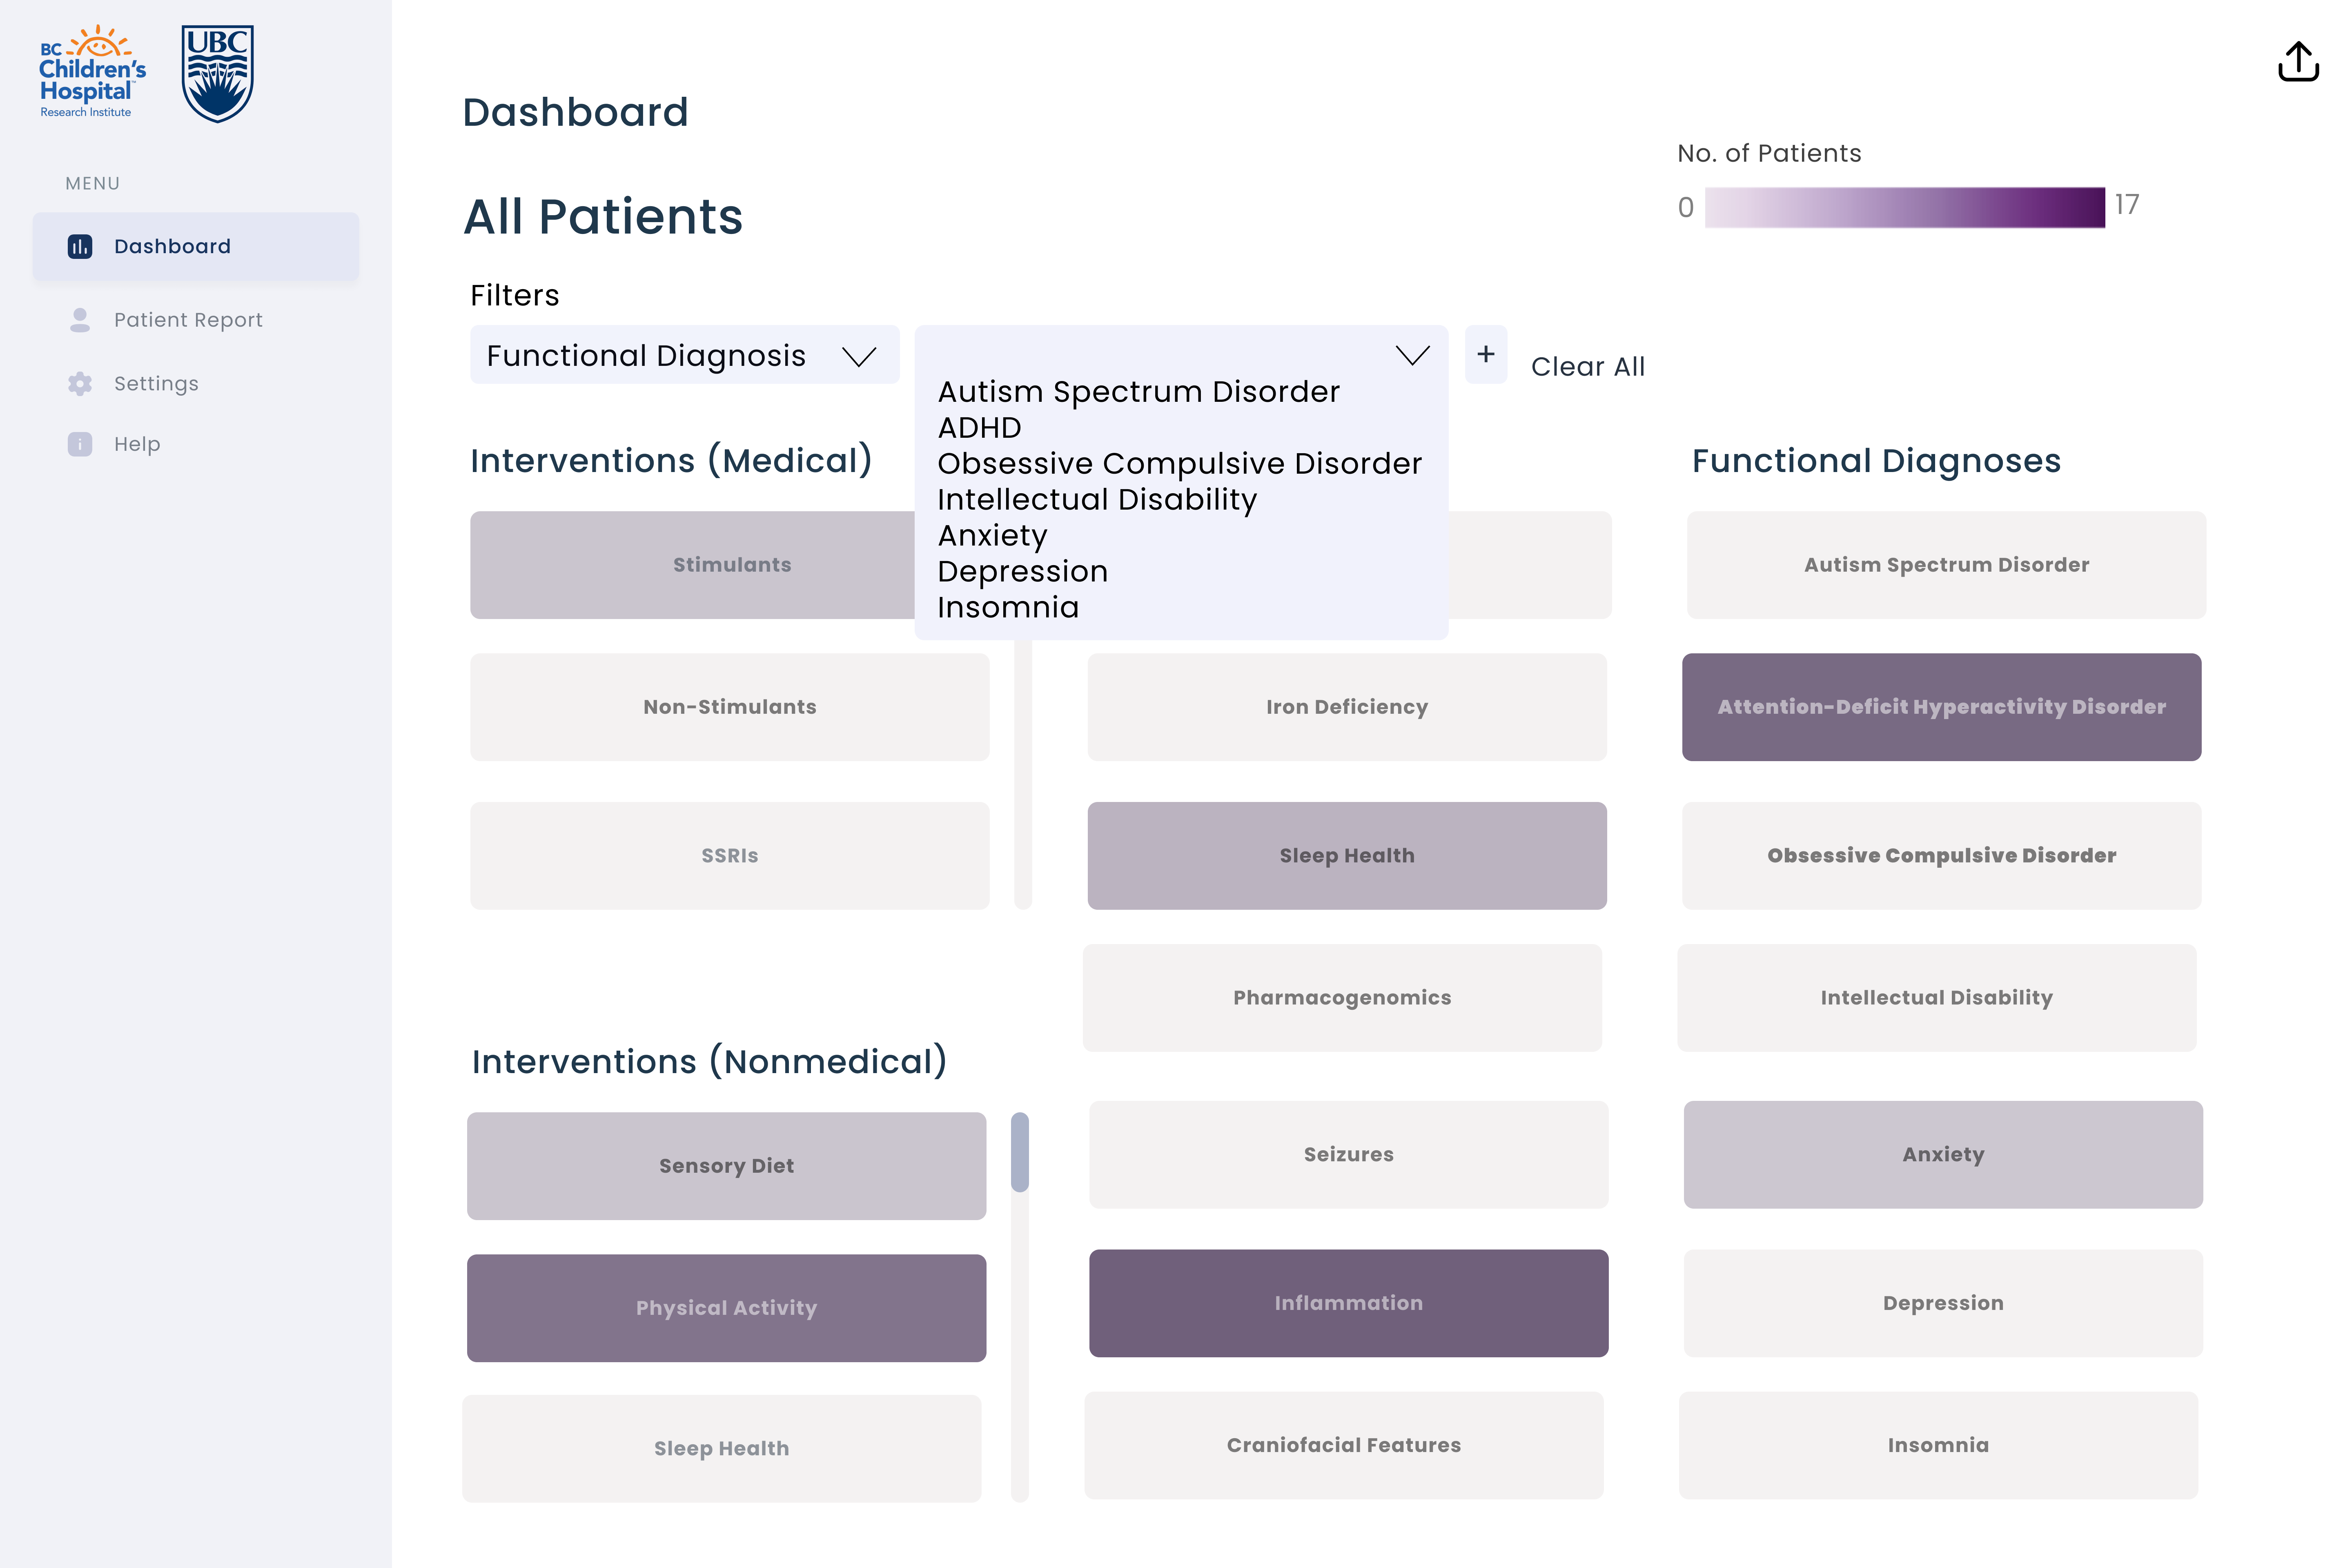 BC
Children's
Hospital™
Research Institute
UBC
MENU
Dashboard
Patient Report
Settings
Help
Dashboard
All Patients
No. of Patients
0
17
Filters
Functional Diagnosis
+
Clear All
Autism Spectrum Disorder
ADHD
Obsessive Compulsive Disorder
Intellectual Disability
Anxiety
Depression
Insomnia
Interventions (Medical)
Stimulants
Non-Stimulants
SSRIs
Interventions (Nonmedical)
Sensory Diet
Physical Activity
Sleep Health
Iron Deficiency
Sleep Health
Pharmacogenomics
Seizures
Inflammation
Craniofacial Features
Functional Diagnoses
Autism Spectrum Disorder
Attention-Deficit Hyperactivity Disorder
Obsessive Compulsive Disorder
Intellectual Disability
Anxiety
Depression
Insomnia